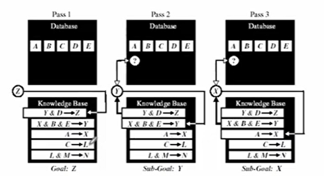 Pass 1 Pass 2 Pass 3
Database Database Database
A B C D E A B C D E A B C D E
? ?
Z Y X
Knowledge Base Knowledge Base Knowledge Base
Y & D → Z Y & D → Z Y & D → Z
X & B & E → Y X & B & E → Y X & B & E → Y
A → X A → X A → X
C → L C → L C → L
L & M → N L & M → N L & M → N
Goal: Z Sub-Goal: Y Sub-Goal: X